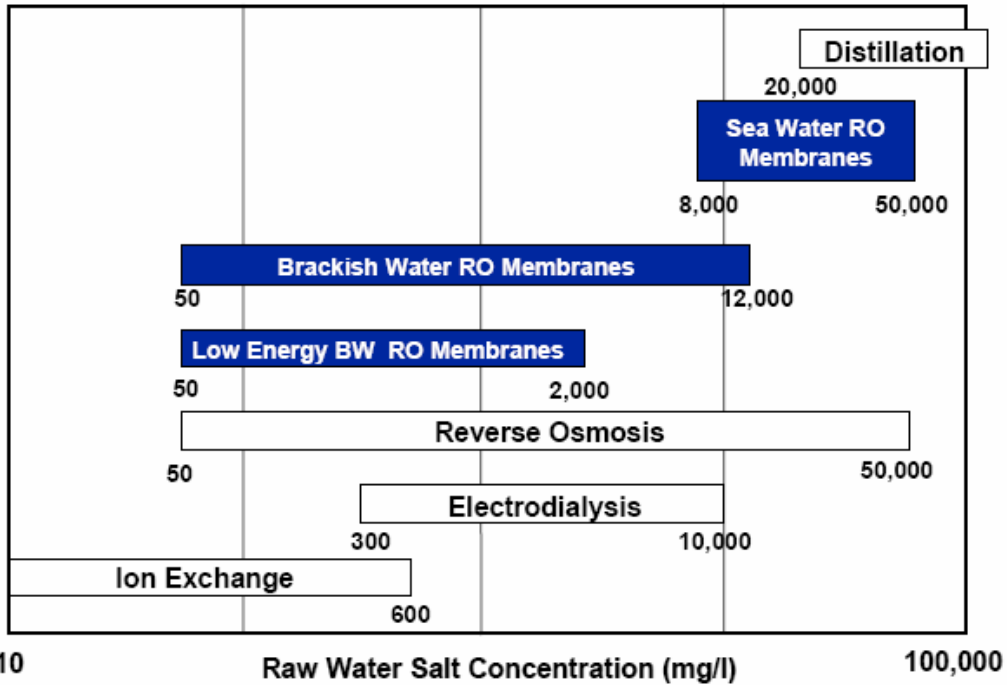 Distillation
20,000
Sea Water RO
Membranes
8,000 50,000
Brackish Water RO Membranes
50 12,000
Low Energy BW RO Membranes
50 2,000
Reverse Osmosis
50 50,000
Electrodialysis
300 10,000
Ion Exchange
600
10 Raw Water Salt Concentration (mg/l) 100,000